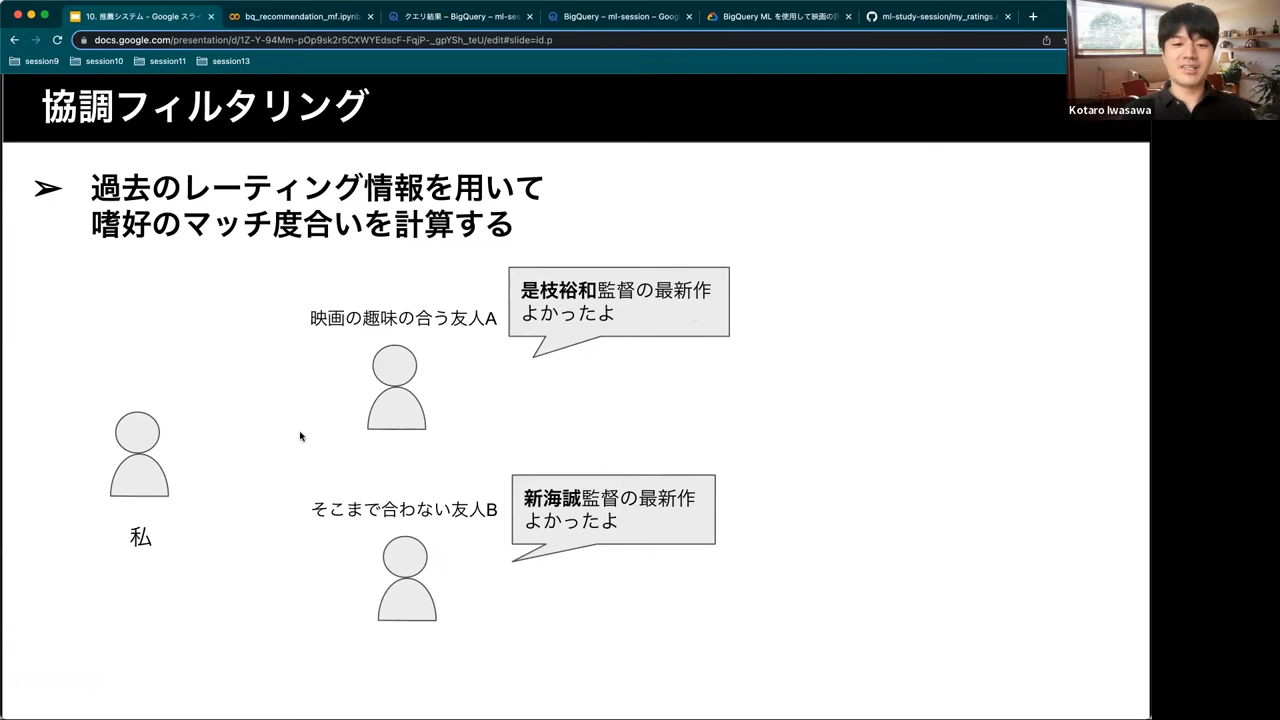 10. 推薦システム - Google スライ
bq_recommendation_mf.ipynb
クエリ結果 – BigQuery – ml-ses
BigQuery – ml-session – Goog
BigQuery ML を使用して映画の
ml-study-session/my_ratings.
docs.google.com/presentation/d/1Z-Y-94Mm-pOp9sk2r5CXWYEdscF-FqjP-_gpYSh_teU/edit#slide=id.p
session9
session10
session11
session13
Kotaro Iwasawa
協調フィルタリング
➢ 過去のレーティング情報を用いて
嗜好のマッチ度合いを計算する
是枝裕和監督の最新作
よかったよ
映画の趣味の合う友人A
新海誠監督の最新作
よかったよ
そこまで合わない友人B
私